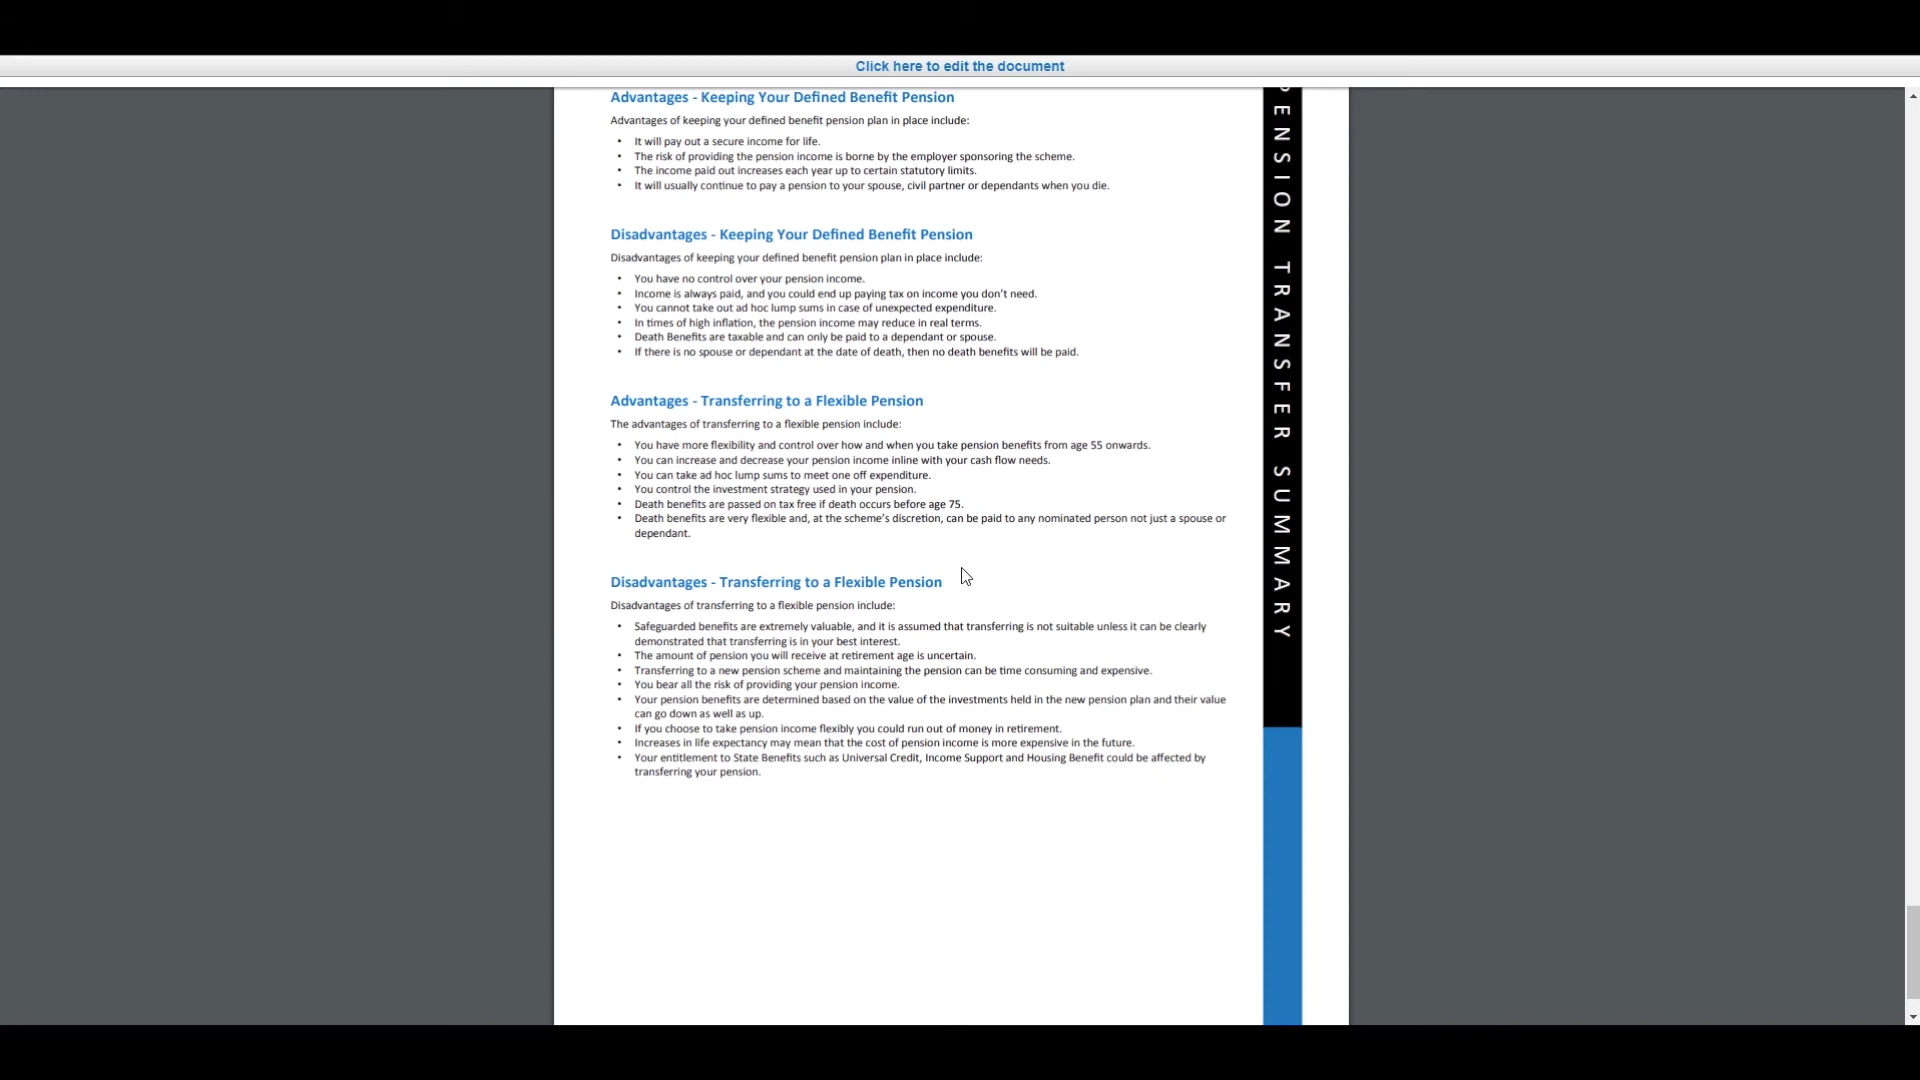 Click here to edit the document
Advantages - Keeping Your Defined Benefit Pension
Advantages of keeping your defined benefit pension plan in place include:
• It will pay out a secure income for life.
• The risk of providing the pension income is borne by the employer sponsoring the scheme.
• The income paid out increases each year up to certain statutory limits.
• It will usually continue to pay a pension to your spouse, civil partner or dependants when you die.
Disadvantages - Keeping Your Defined Benefit Pension
Disadvantages of keeping your defined benefit pension plan in place include:
• You have no control over your pension income.
• Income is always paid, and you could end up paying tax on income you don’t need.
• You cannot take out ad hoc lump sums in case of unexpected expenditure.
• In times of high inflation, the pension income may reduce in real terms.
• Death Benefits are taxable and can only be paid to a dependant or spouse.
• If there is no spouse or dependant at the date of death, then no death benefits will be paid.
Advantages - Transferring to a Flexible Pension
The advantages of transferring to a flexible pension include:
• You have more flexibility and control over how and when you take pension benefits from age 55 onwards.
• You can increase and decrease your pension income inline with your cash flow needs.
• You can take ad hoc lump sums to meet one off expenditure.
• You control the investment strategy used in your pension.
• Death benefits are passed on tax free if death occurs before age 75.
• Death benefits are very flexible and, at the scheme’s discretion, can be paid to any nominated person not just a spouse or
dependant.
Disadvantages - Transferring to a Flexible Pension
Disadvantages of transferring to a flexible pension include:
• Safeguarded benefits are extremely valuable, and it is assumed that transferring is not suitable unless it can be clearly
demonstrated that transferring is in your best interest.
• The amount of pension you will receive at retirement age is uncertain.
• Transferring to a new pension scheme and maintaining the pension can be time consuming and expensive.
• You bear all the risk of providing your pension income.
• Your pension benefits are determined based on the value of the investments held in the new pension plan and their value
can go down as well as up.
• If you choose to take pension income flexibly you could run out of money in retirement.
• Increases in life expectancy may mean that the cost of pension income is more expensive in the future.
• Your entitlement to State Benefits such as Universal Credit, Income Support and Housing Benefit could be affected by
transferring your pension.
PENSION TRANSFER SUMMARY